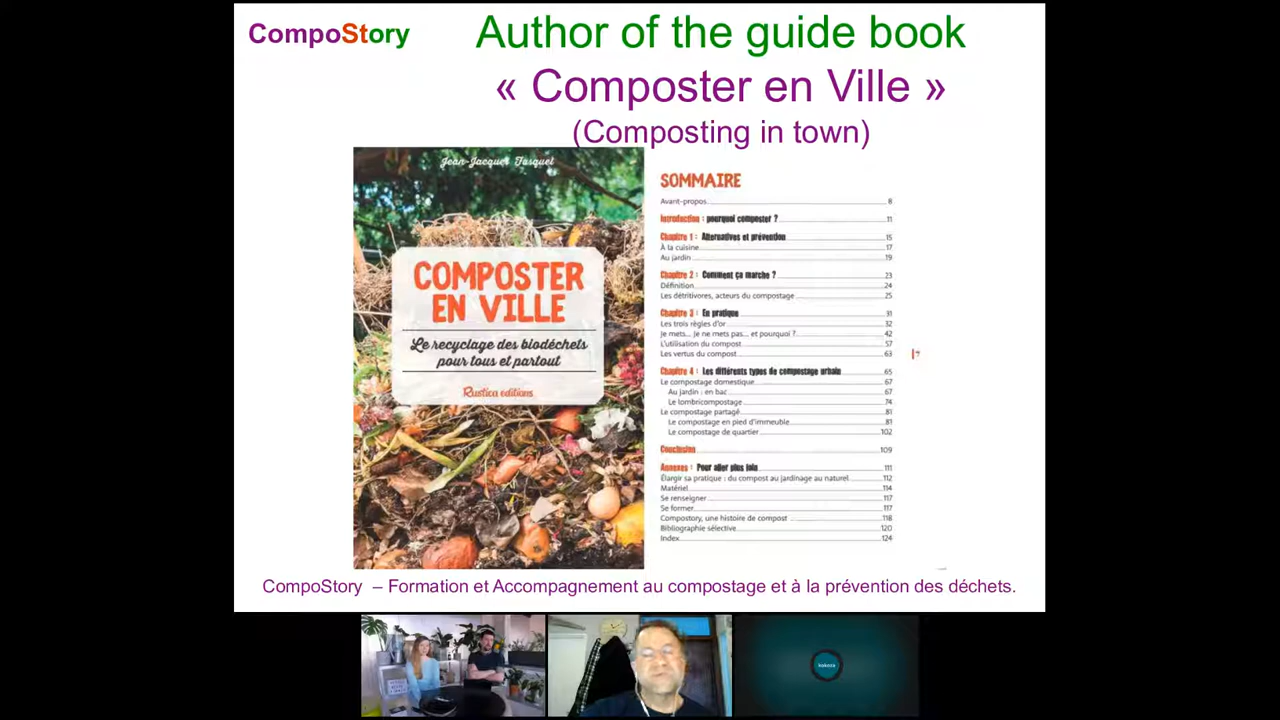 CompoStory
Author of the guide book
« Composter en Ville »
(Composting in town)
Jean-Jacques Fasquel
COMPOSTER
EN VILLE
Le recyclage des biodéchets
pour tous et partout
Rustica editions
SOMMAIRE
Avant-propos 8
Introduction : pourquoi composter ? 11
Chapitre 1 : Alternatives et prévention 15
À la cuisine 17
Au jardin 19
Chapitre 2 : Comment ça marche ? 23
Définition 24
Les détritivores, acteurs du compostage 25
Chapitre 3 : En pratique 31
Les trois règles d'or 32
Je mets... Je ne mets pas... et pourquoi ? 42
L'utilisation du compost 57
Les vertus du compost 63
Chapitre 4 : Les différents types de compostage urbain 65
Le compostage domestique 67
Au jardin : en bac 67
Le lombricompostage 74
Le compostage partagé 81
Le compostage en pied d'immeuble 81
Le compostage de quartier 102
Conclusion 109
Annexes : Pour aller plus loin 111
Élargir sa pratique : du compost au jardinage au naturel 112
Matériel 114
Se renseigner 117
Se former 117
Compostory, une histoire de compost 118
Bibliographie sélective 120
Index 124
CompoStory – Formation et Accompagnement au compostage et à la prévention des déchets.